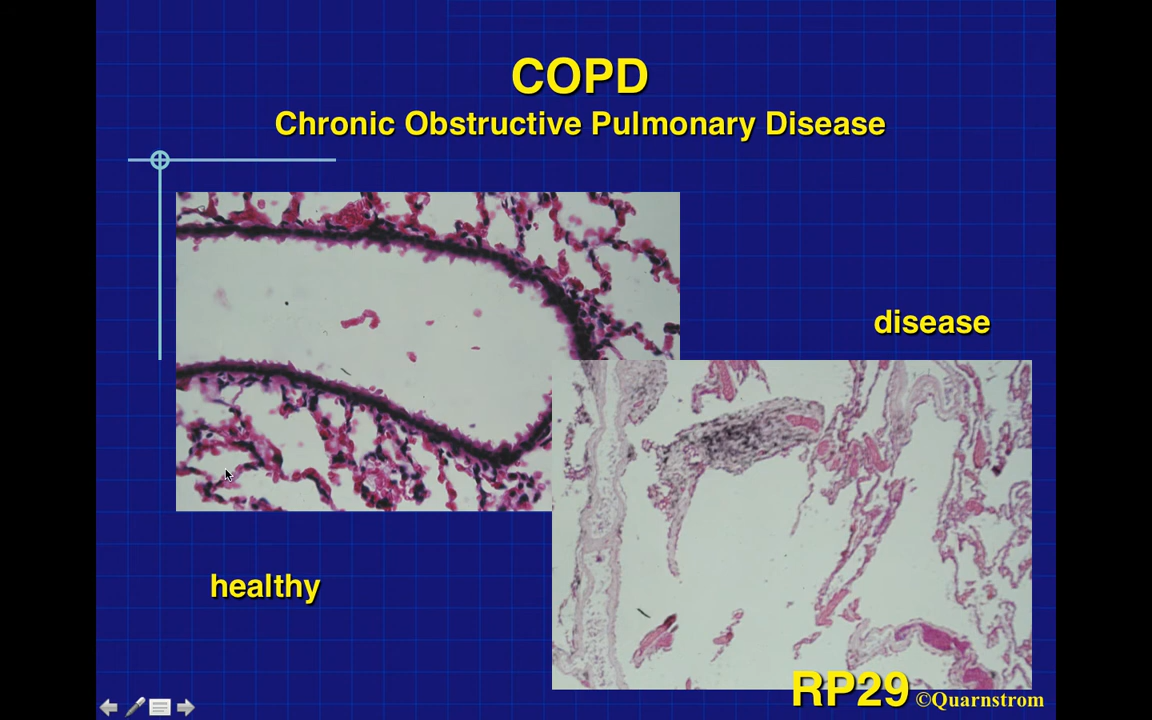 COPD
Chronic Obstructive Pulmonary Disease
disease
healthy
RP29 ©Quarnstrom